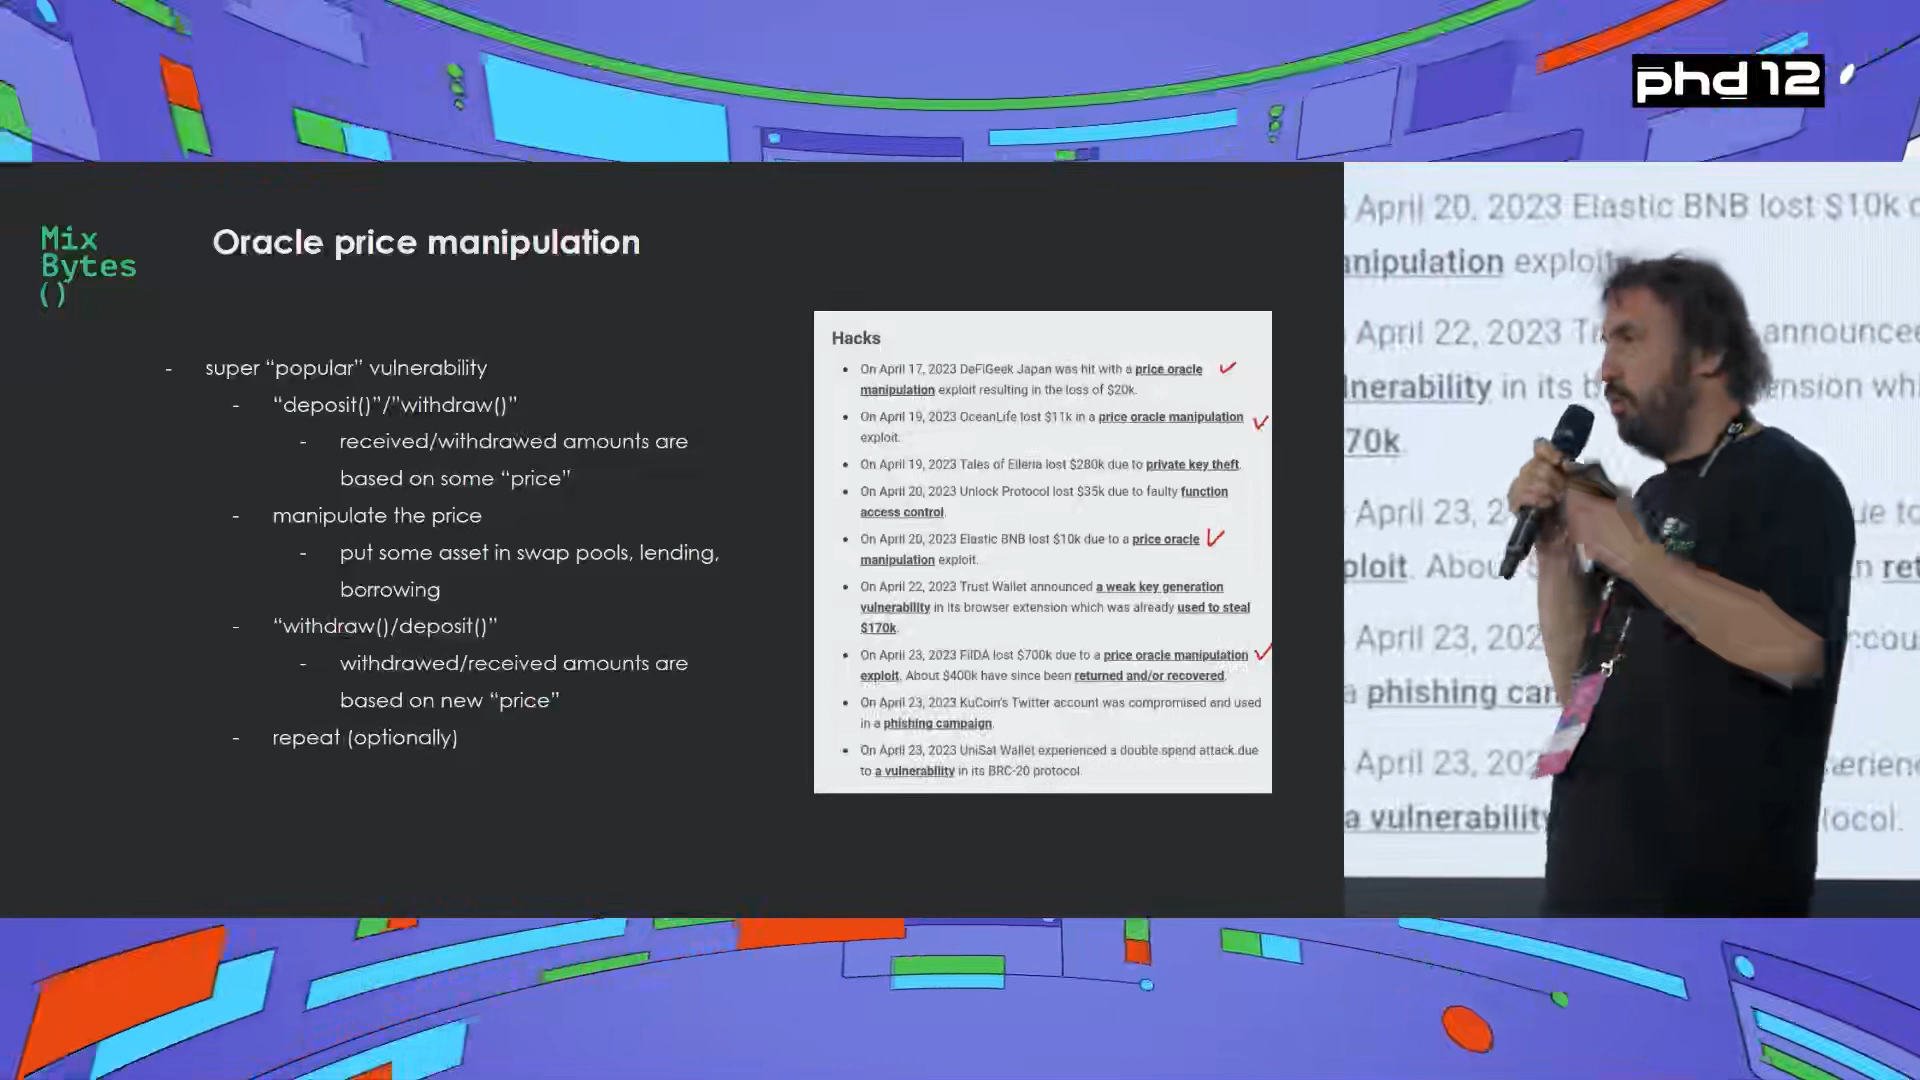 phd 12
Mix
Bytes
()
Oracle price manipulation
- super “popular” vulnerability
- “deposit()”/”withdraw()”
- received/withdrawed amounts are
based on some “price”
- manipulate the price
- put some asset in swap pools, lending,
borrowing
- “withdraw()/deposit()”
- withdrawed/received amounts are
based on new “price”
- repeat (optionally)
Hacks
• On April 17, 2023 DeFiGeek Japan was hit with a price oracle
manipulation exploit resulting in the loss of $20k.
• On April 19, 2023 OceanLife lost $11k in a price oracle manipulation
exploit.
• On April 19, 2023 Tales of Elleria lost $280k due to private key theft.
• On April 20, 2023 Unlock Protocol lost $35k due to faulty function
access control.
• On April 20, 2023 Elastic BNB lost $10k due to a price oracle
manipulation exploit.
• On April 22, 2023 Trust Wallet announced a weak key generation
vulnerability in its browser extension which was already used to steal
$170k.
• On April 23, 2023 FilDA lost $700k due to a price oracle manipulation
exploit. About $400k have since been returned and/or recovered.
• On April 23, 2023 KuCoin's Twitter account was compromised and used
in a phishing campaign.
• On April 23, 2023 UniSat Wallet experienced a double spend attack due
to a vulnerability in its BRC-20 protocol.
April 20, 2023 Elastic BNB lost $10k
nipulation exploit
April 22, 2023 announced
nerability in its
70k.
April 23,
ploit. ret
April 23,
a phishing
April 23,
a vulnerability ocol.